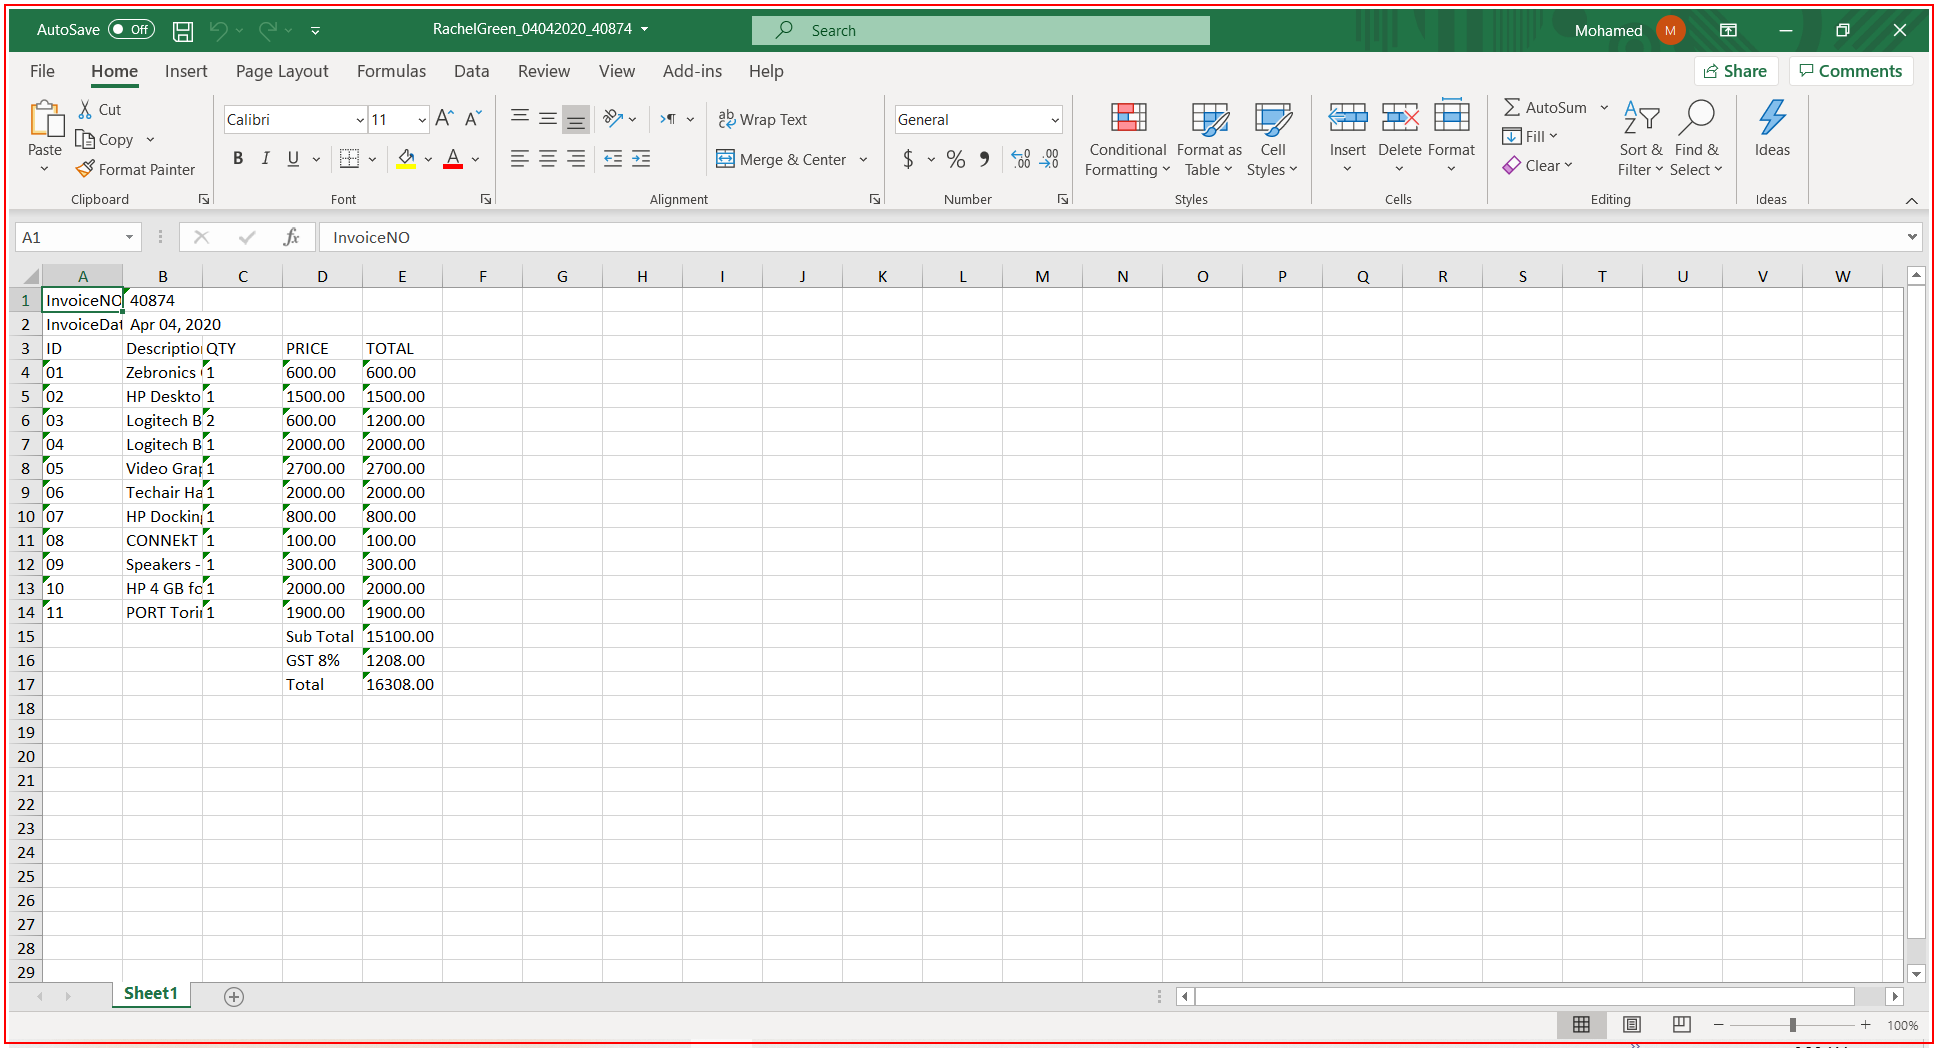 AutoSave Off RachelGreen_04042020_40874 Search Mohamed M
File Home Insert Page Layout Formulas Data Review View Add-ins Help Share Comments
Paste Cut Copy Format Painter
Clipboard
Calibri 11 A A
B I U A
Font
ab Wrap Text
Merge & Center
Alignment
General
$ % , .00 .00
Number
Conditional Formatting Format as Table Cell Styles
Styles
Insert Delete Format
Cells
AutoSum Fill Clear Sort & Filter Find & Select
Editing
Ideas
Ideas
A1 fx InvoiceNO
A B C D E F G H I J K L M N O P Q R S T U V W
1 InvoiceNO 40874
2 InvoiceDat Apr 04, 2020
3 ID Description QTY PRICE TOTAL
4 01 Zebronics 1 600.00 600.00
5 02 HP Deskto 1 1500.00 1500.00
6 03 Logitech B 2 600.00 1200.00
7 04 Logitech B 1 2000.00 2000.00
8 05 Video Grap 1 2700.00 2700.00
9 06 Techair Ha 1 2000.00 2000.00
10 07 HP Docking 1 800.00 800.00
11 08 CONNEkT 1 100.00 100.00
12 09 Speakers - 1 300.00 300.00
13 10 HP 4 GB fo 1 2000.00 2000.00
14 11 PORT Tori 1 1900.00 1900.00
15 Sub Total 15100.00
16 GST 8% 1208.00
17 Total 16308.00
18
19
20
21
22
23
24
25
26
27
28
29
Sheet1
100%